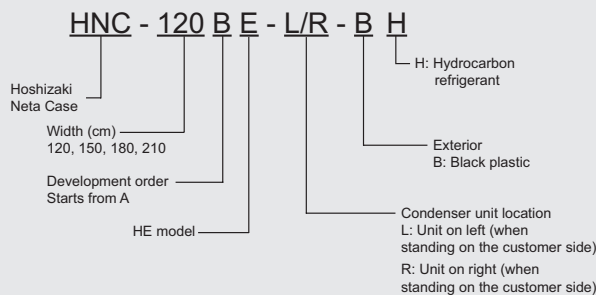 HNC - 120 B E - L/R - B H
H: Hydrocarbon
refrigerant
Hoshizaki
Neta Case
Width (cm)
120, 150, 180, 210
Exterior
B: Black plastic
Development order
Starts from A
HE model
Condenser unit location
L: Unit on left (when
standing on the customer side)
R: Unit on right (when
standing on the customer side)